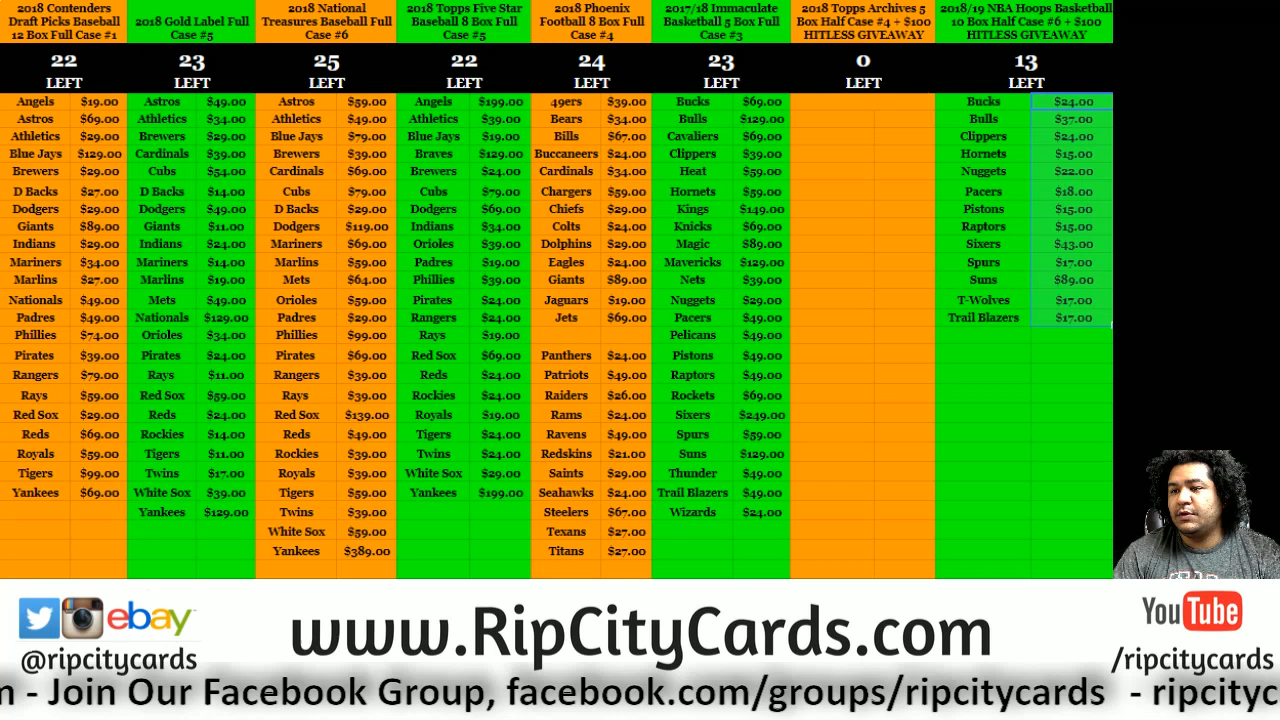 2018 Contenders
Draft Picks Baseball
12 Box Full Case #1
22
LEFT
Angels $19.00
Astros $69.00
Athletics $29.00
Blue Jays $129.00
Brewers $29.00
D Backs $27.00
Dodgers $29.00
Giants $89.00
Indians $29.00
Mariners $34.00
Marlins $27.00
Nationals $49.00
Padres $49.00
Phillies $74.00
Pirates $39.00
Rangers $79.00
Rays $59.00
Red Sox $29.00
Reds $69.00
Royals $59.00
Tigers $99.00
Yankees $69.00
2018 Gold Label Full
Case #5
23
LEFT
Astros $49.00
Athletics $34.00
Brewers $29.00
Cardinals $39.00
Cubs $54.00
D Backs $14.00
Dodgers $49.00
Giants $11.00
Indians $24.00
Mariners $14.00
Marlins $19.00
Mets $49.00
Nationals $129.00
Orioles $34.00
Pirates $24.00
Rays $11.00
Red Sox $59.00
Reds $24.00
Rockies $14.00
Tigers $11.00
Twins $17.00
White Sox $39.00
Yankees $129.00
2018 National
Treasures Baseball Full
Case #6
25
LEFT
Astros $59.00
Athletics $49.00
Blue Jays $79.00
Brewers $39.00
Cardinals $69.00
Cubs $79.00
D Backs $29.00
Dodgers $119.00
Mariners $69.00
Marlins $59.00
Mets $64.00
Orioles $59.00
Padres $29.00
Phillies $99.00
Pirates $69.00
Rangers $39.00
Rays $39.00
Red Sox $139.00
Reds $49.00
Rockies $39.00
Royals $39.00
Tigers $59.00
Twins $39.00
White Sox $59.00
Yankees $389.00
2018 Topps Five Star
Baseball 8 Box Full
Case #5
22
LEFT
Angels $199.00
Athletics $39.00
Blue Jays $19.00
Braves $129.00
Brewers $24.00
Cubs $79.00
Dodgers $69.00
Indians $34.00
Orioles $39.00
Padres $19.00
Phillies $39.00
Pirates $24.00
Rangers $24.00
Rays $19.00
Red Sox $69.00
Reds $24.00
Rockies $24.00
Royals $19.00
Tigers $24.00
Twins $24.00
White Sox $29.00
Yankees $199.00
2018 Phoenix
Football 8 Box Full
Case #4
24
LEFT
49ers $39.00
Bears $34.00
Bills $67.00
Buccaneers $24.00
Cardinals $34.00
Chargers $59.00
Chiefs $29.00
Colts $24.00
Dolphins $29.00
Eagles $24.00
Giants $89.00
Jaguars $19.00
Jets $69.00
Panthers $24.00
Patriots $49.00
Raiders $26.00
Rams $24.00
Ravens $49.00
Redskins $21.00
Saints $29.00
Seahawks $24.00
Steelers $67.00
Texans $27.00
Titans $27.00
2017/18 Immaculate
Basketball 5 Box Full
Case #3
23
LEFT
Bucks $69.00
Bulls $129.00
Cavaliers $69.00
Clippers $39.00
Heat $59.00
Hornets $59.00
Kings $149.00
Knicks $69.00
Magic $89.00
Mavericks $129.00
Nets $39.00
Nuggets $29.00
Pacers $49.00
Pelicans $49.00
Pistons $49.00
Raptors $49.00
Rockets $69.00
Sixers $249.00
Spurs $59.00
Suns $129.00
Thunder $49.00
Trail Blazers $49.00
Wizards $24.00
2018 Topps Archives 5
Box Half Case #4 + $100
HITLESS GIVEAWAY
0
LEFT
2018/19 NBA Hoops Basketball
10 Box Half Case #6 + $100
HITLESS GIVEAWAY
13
LEFT
Bucks $24.00
Bulls $37.00
Clippers $24.00
Hornets $15.00
Nuggets $22.00
Pacers $18.00
Pistons $15.00
Raptors $15.00
Sixers $43.00
Spurs $17.00
Suns $89.00
T-Wolves $17.00
Trail Blazers $17.00
ebay
@ripcitycards
www.RipCityCards.com
YouTube
/ripcitycards
m - Join Our Facebook Group, facebook.com/groups/ripcitycards - ripcityc